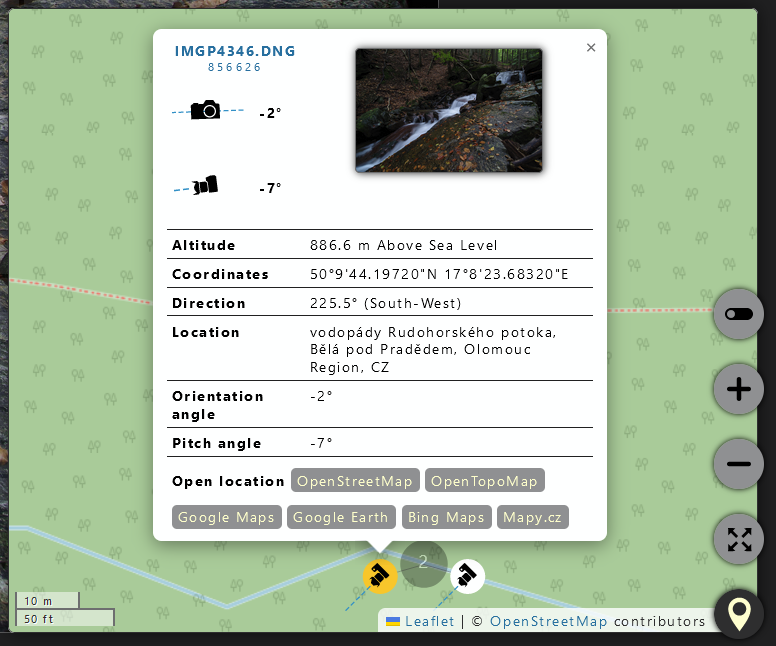 IMGP4346.DNG
856626
×
-2°
-7°
Altitude 886.6 m Above Sea Level
Coordinates 50°9'44.19720"N 17°8'23.68320"E
Direction 225.5° (South-West)
Location vodopády Rudohorského potoka,
Bělá pod Pradědem, Olomouc
Region, CZ
Orientation -2°
angle
Pitch angle -7°
Open location OpenStreetMap OpenTopoMap
Google Maps Google Earth Bing Maps Mapy.cz
2
10 m
50 ft
Leaflet | © OpenStreetMap contributors